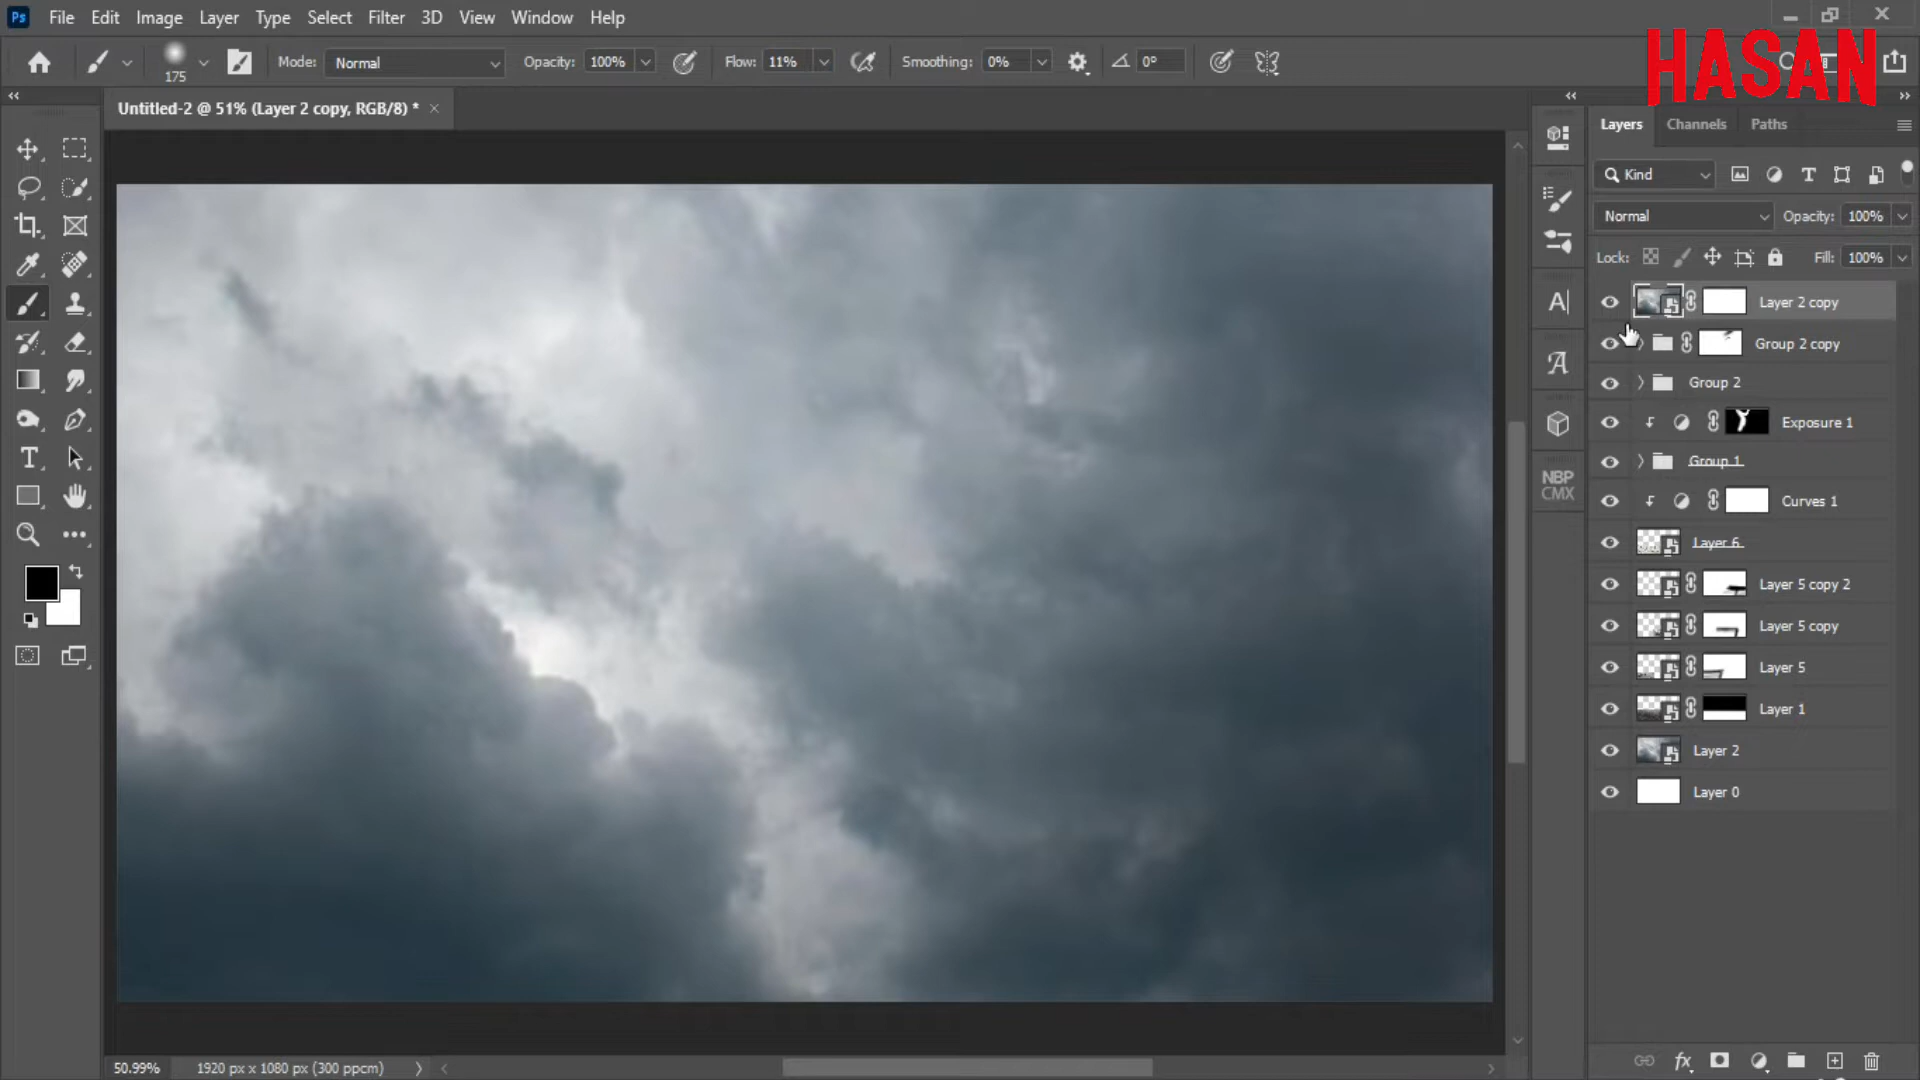 Ps File Edit Image Layer Type Select Filter 3D View Window Help
HASAN
175 Mode: Normal Opacity: 100% Flow: 11% Smoothing: 0% 0°
Untitled-2 @ 51% (Layer 2 copy, RGB/8) *
Layers Channels Paths
Kind
Normal Opacity: 100%
Lock: Fill: 100%
Layer 2 copy
Group 2 copy
Group 2
Exposure 1
Group 1
Curves 1
Layer 6
Layer 5 copy 2
Layer 5 copy
Layer 5
Layer 1
Layer 2
Layer 0
NBP
CMX
50.99% 1920 px x 1080 px (300 ppcm)